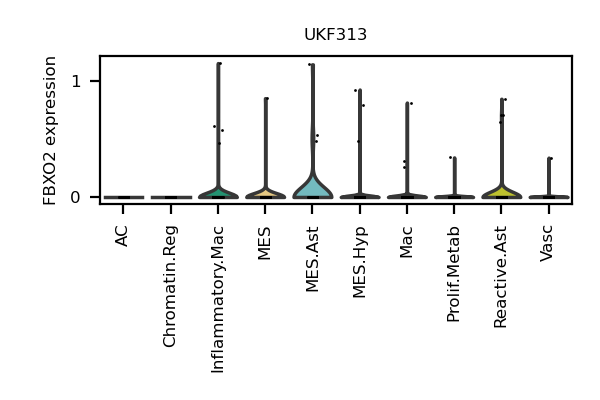 UKF313
FBXO2 expression
1
0
AC
Chromatin.Reg
Inflammatory.Mac
MES
MES.Ast
MES.Hyp
Mac
Prolif.Metab
Reactive.Ast
Vasc